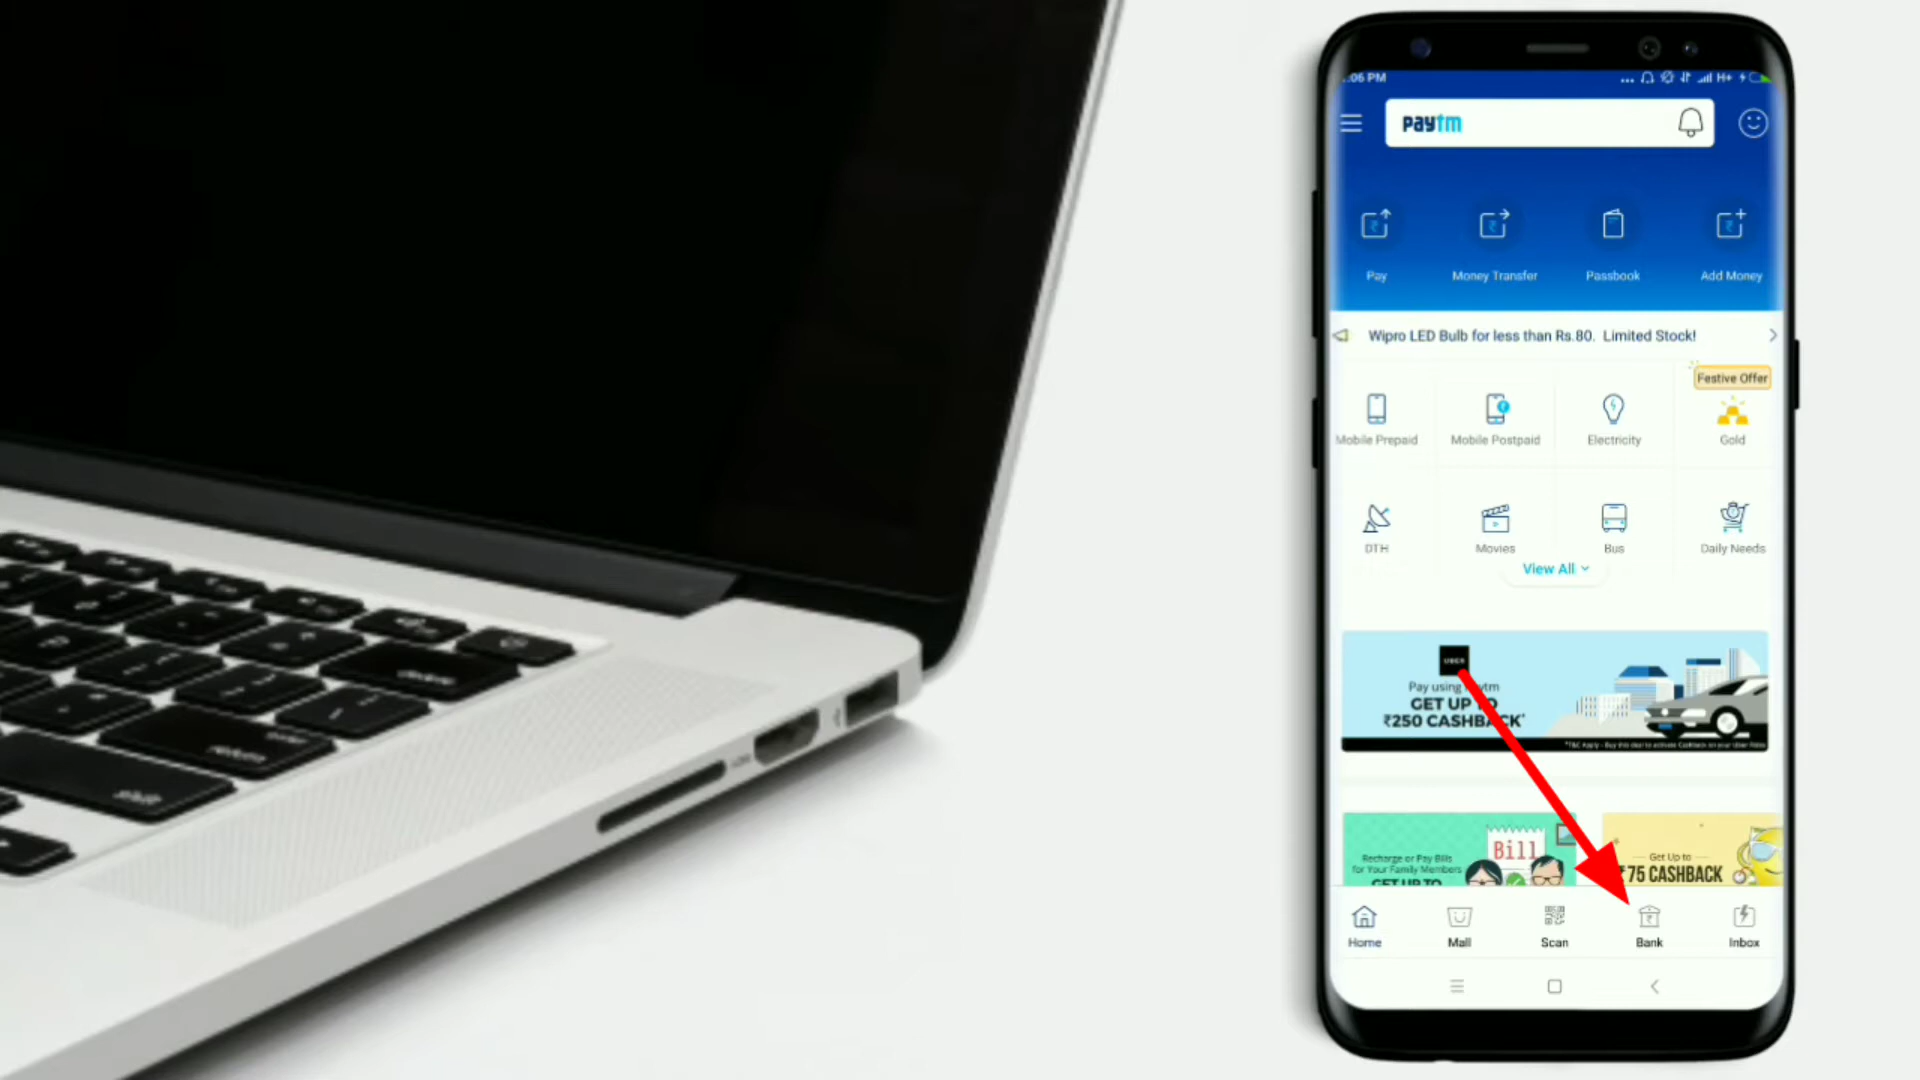 :06 PM
H+
paytm
Pay
Money Transfer
Passbook
Add Money
Wipro LED Bulb for less than Rs.80. Limited Stock!
Festive Offer
Mobile Prepaid
Mobile Postpaid
Electricity
Gold
DTH
Movies
Bus
Daily Needs
View All
UBER
Pay using Paytm
GET UP TO
₹250 CASHBACK*
Recharge or Pay Bills
for Your Family Members
GET UP TO
Bill
Get Up to
₹75 CASHBACK
Home
Mall
Scan
Bank
Inbox
delete
return
shift